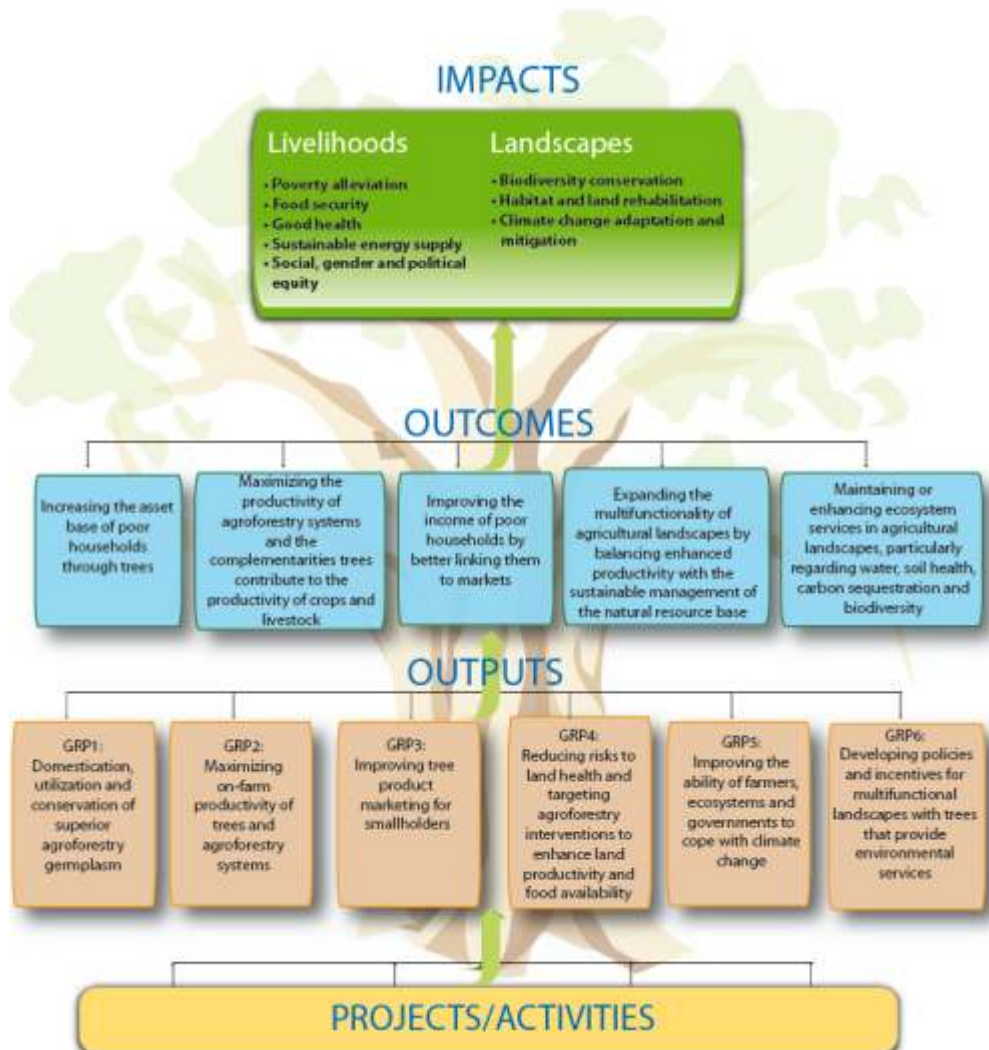 IMPACTS
Livelihoods
• Poverty alleviation
• Food security
• Good health
• Sustainable energy supply
• Social, gender and political
equity
Landscapes
• Biodiversity conservation
• Habitat and land rehabilitation
• Climate change adaptation and
mitigation
OUTCOMES
Increasing the asset
base of poor
households
through trees
Maximizing the
productivity of
agroforestry systems
and the
complementarities trees
contribute to the
productivity of crops and
livestock
Improving the
income of poor
households by
better linking them
to markets
Expanding the
multifunctionality of
agricultural landscapes by
balancing enhanced
productivity with the
sustainable management of
the natural resource base
Maintaining or
enhancing ecosystem
services in agricultural
landscapes, particularly
regarding water, soil health,
carbon sequestration and
biodiversity
OUTPUTS
GRP1:
Domestication,
utilization and
conservation of
superior
agroforestry
germplasm
GRP2:
Maximizing
on-farm
productivity of
trees and
agroforestry
systems
GRP3:
Improving tree
product
marketing for
smallholders
GRP4:
Reducing risks to
land health and
targeting
agroforestry
interventions to
enhance land
productivity and
food availability
GRP5:
Improving the
ability of farmers,
ecosystems and
governments to
cope with climate
change
GRP6:
Developing policies
and incentives for
multifunctional
landscapes with trees
that provide
environmental
services
PROJECTS/ACTIVITIES